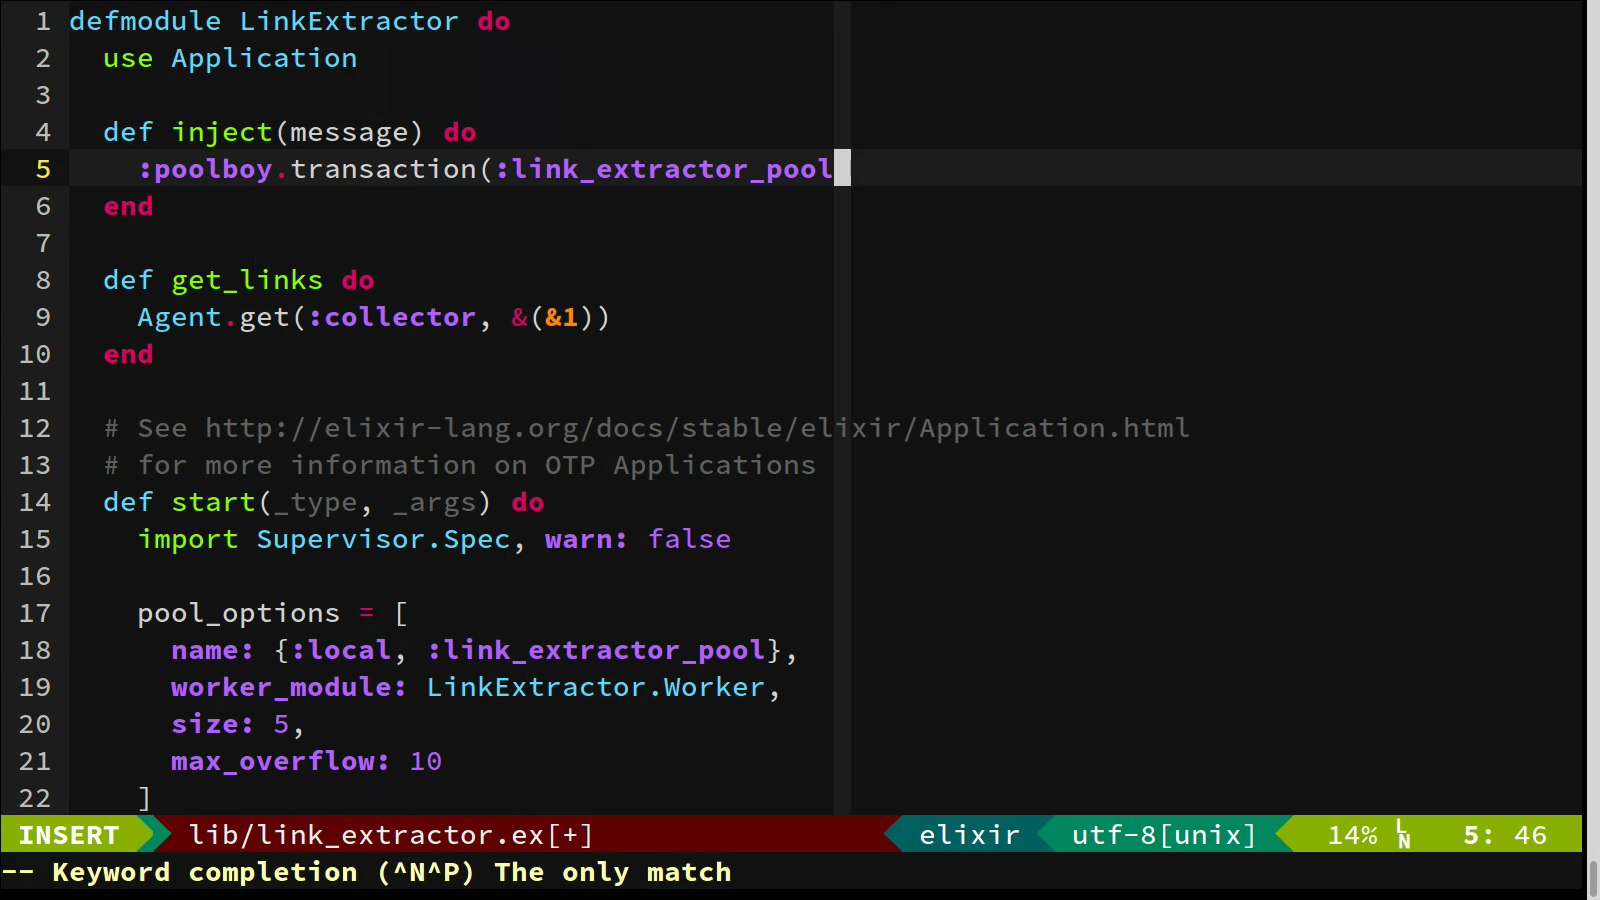 1 defmodule LinkExtractor do
2   use Application
3
4   def inject(message) do
5     :poolboy.transaction(:link_extractor_pool
6   end
7
8   def get_links do
9     Agent.get(:collector, &(&1))
10   end
11
12   # See http://elixir-lang.org/docs/stable/elixir/Application.html
13   # for more information on OTP Applications
14   def start(_type, _args) do
15     import Supervisor.Spec, warn: false
16
17     pool_options = [
18       name: {:local, :link_extractor_pool},
19       worker_module: LinkExtractor.Worker,
20       size: 5,
21       max_overflow: 10
22     ]
INSERT lib/link_extractor.ex[+] elixir utf-8[unix] 14% LN 5: 46
-- Keyword completion (^N^P) The only match